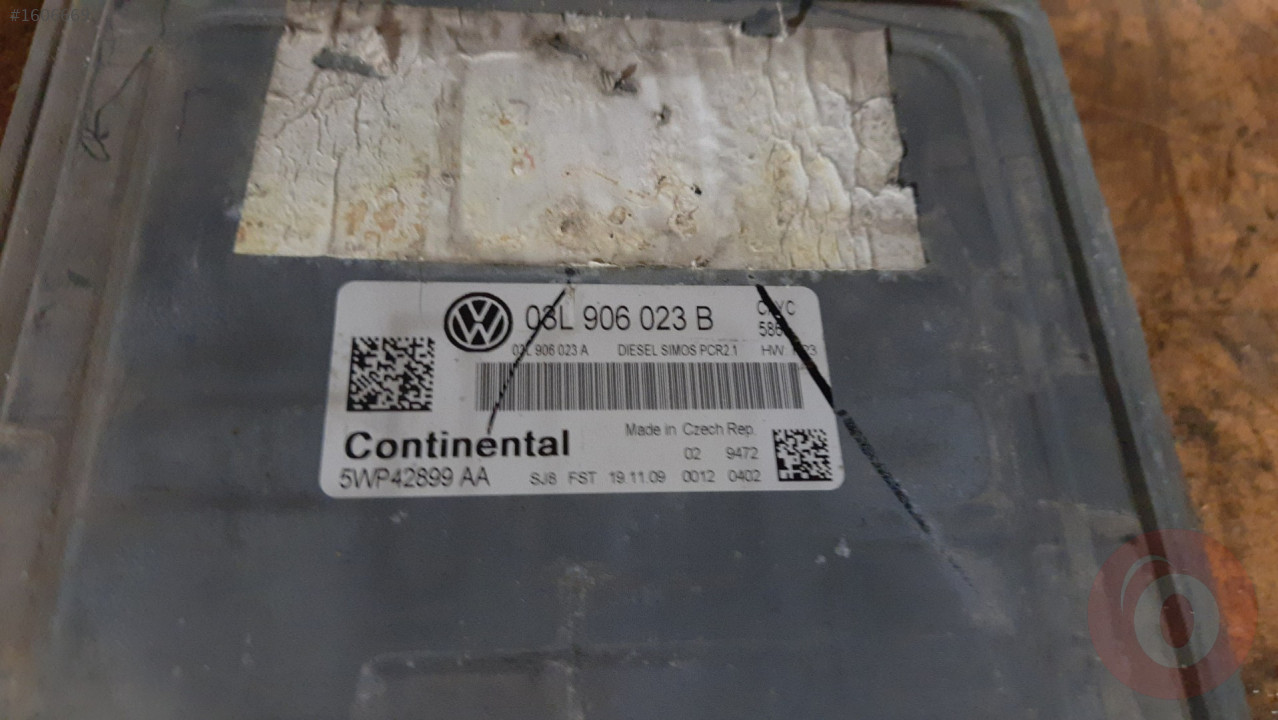 03L 906 023 B
03L 906 023 A DIESEL SIMOS PCR2.1 HW
Continental
Made in Czech Rep.
02 9472
5WP42899 AA
SJ8 FST 19.11.09 0012 0402